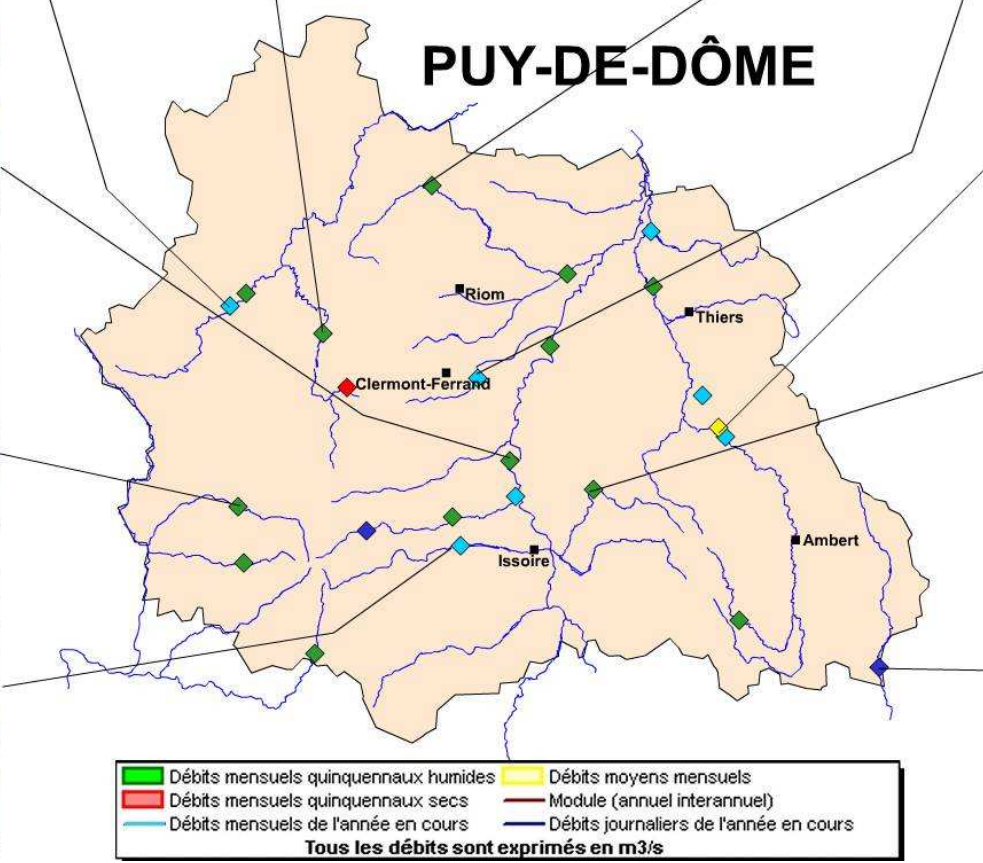 PUY-DE-DÔME
Riom
Thiers
Clermont-Ferrand
Ambert
Issoire
Débits mensuels quinquennaux humides
Débits moyens mensuels
Débits mensuels quinquennaux secs
Module (annuel interannuel)
Débits mensuels de l'année en cours
Débits journaliers de l'année en cours
Tous les débits sont exprimés en m3/s